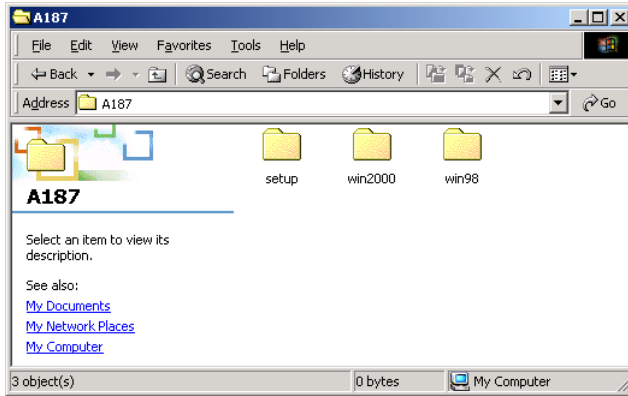 A187
File Edit View Favorites Tools Help
Back Search Folders History
Address A187 Go
setup win2000 win98
A187
Select an item to view its
description.
See also:
My Documents
My Network Places
My Computer
3 object(s) 0 bytes My Computer